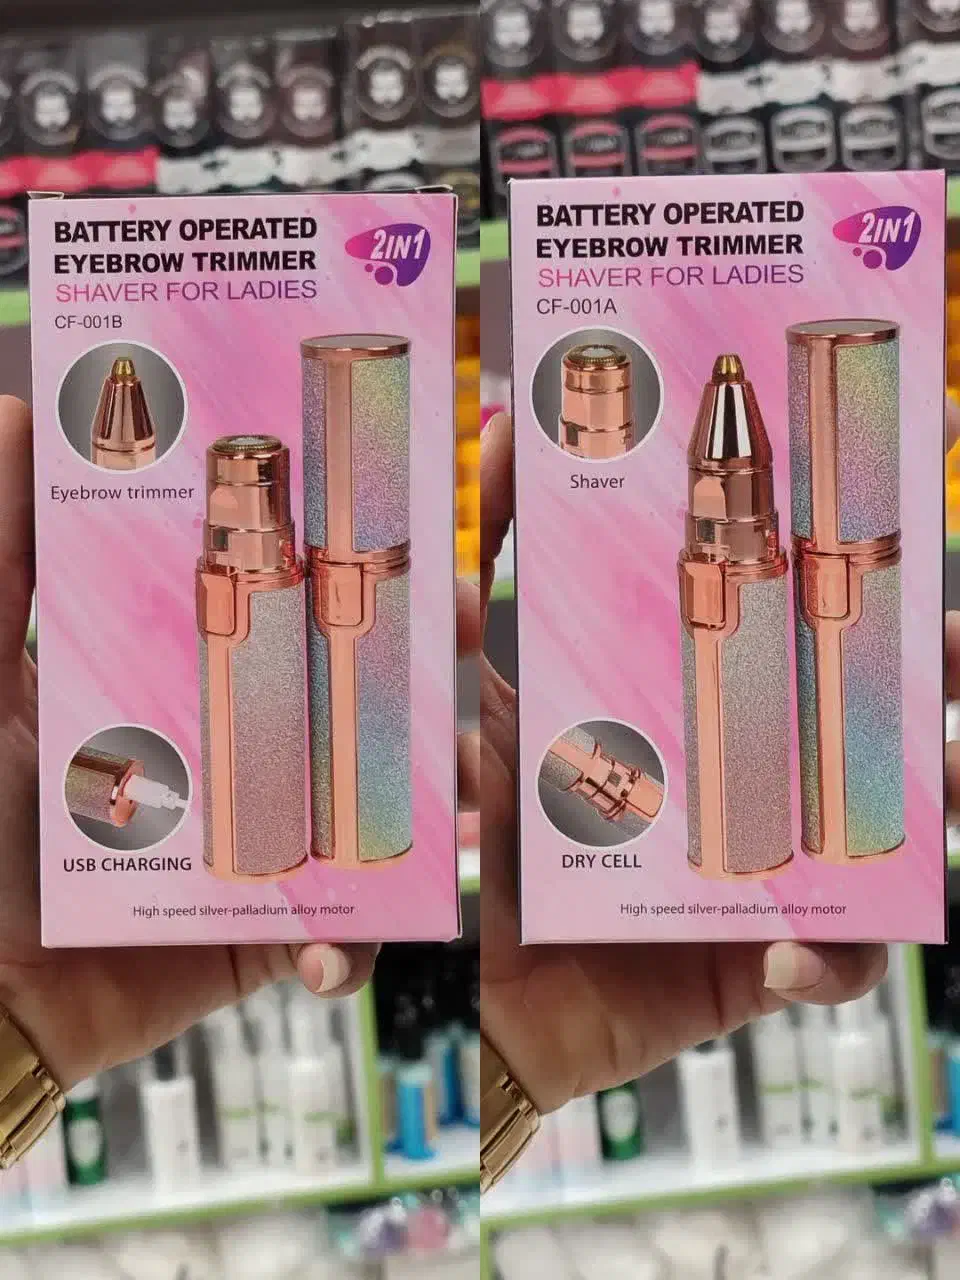 BATTERY OPERATED
EYEBROW TRIMMER
SHAVER FOR LADIES
CF-001B
2IN1
Eyebrow trimmer
USB CHARGING
High speed silver-palladium alloy motor
BATTERY OPERATED
EYEBROW TRIMMER
SHAVER FOR LADIES
CF-001A
2IN1
Shaver
DRY CELL
High speed silver-palladium alloy motor